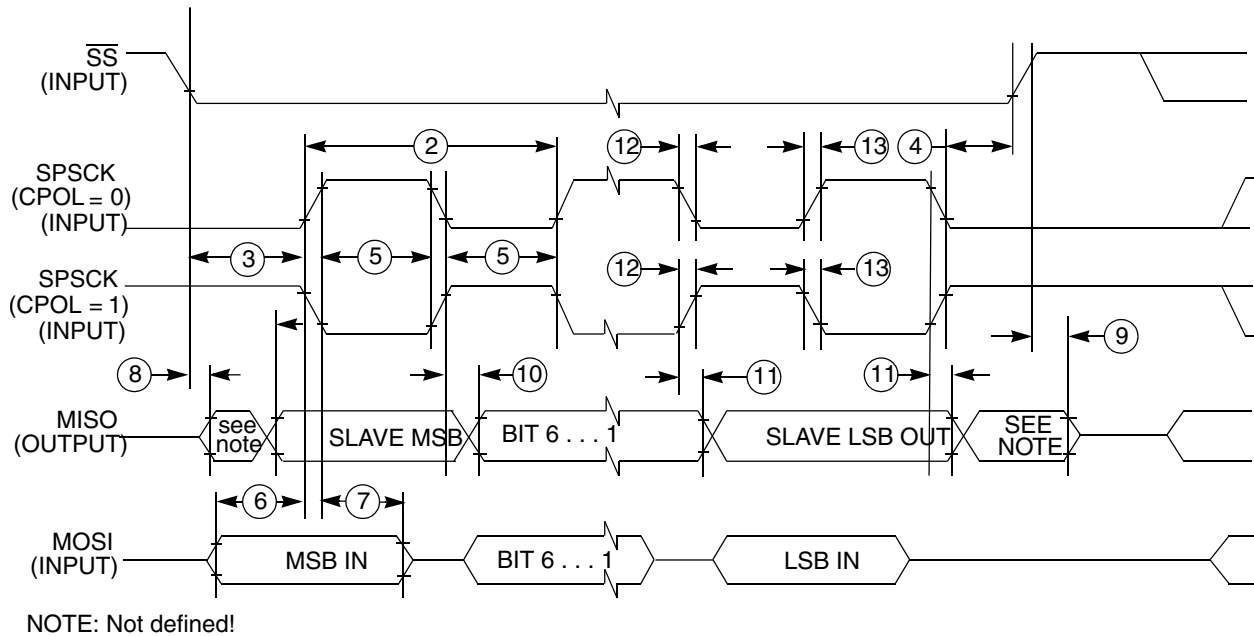 SS
(INPUT)
2
12
13
4
SPSCK
(CPOL = 0)
(INPUT)
3
5
5
12
13
SPSCK
(CPOL = 1)
(INPUT)
8
10
11
11
9
MISO
(OUTPUT)
see
note
SLAVE MSB
BIT 6 . . . 1
SLAVE LSB OUT
SEE
NOTE
6
7
MOSI
(INPUT)
MSB IN
BIT 6 . . . 1
LSB IN
NOTE: Not defined!